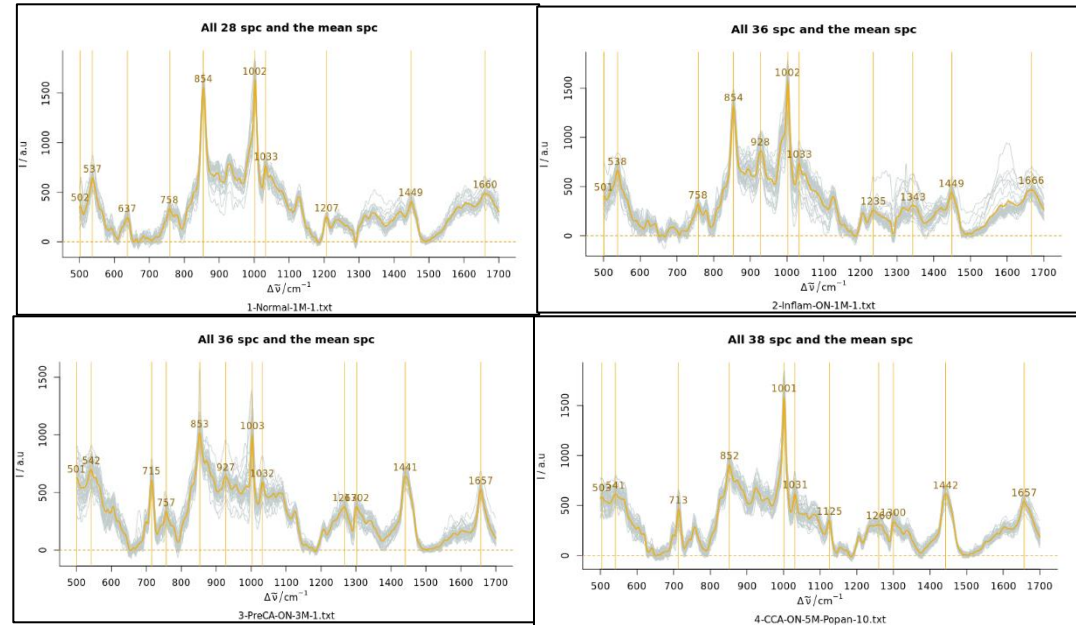 All 28 spc and the mean spc
I / a.u
1500
1000
500
0
502
537
637
758
854
1002
1033
1207
1449
1660
500 600 700 800 900 1000 1100 1200 1300 1400 1500 1600 1700
Δν̃/cm⁻¹
1-Normal-1M-1.txt
All 36 spc and the mean spc
I / a.u
1500
1000
500
0
501
538
758
854
928
1002
1033
1235
1343
1449
1666
500 600 700 800 900 1000 1100 1200 1300 1400 1500 1600 1700
Δν̃/cm⁻¹
2-Inflam-ON-1M-1.txt
All 36 spc and the mean spc
I / a.u
1500
1000
500
0
501
542
715
757
853
927
1003
1032
1302
1441
1657
500 600 700 800 900 1000 1100 1200 1300 1400 1500 1600 1700
Δν̃/cm⁻¹
3-PreCA-ON-3M-1.txt
All 38 spc and the mean spc
I / a.u
1500
1000
500
0
503
541
713
852
1001
1031
1125
1260
1300
1442
1657
500 600 700 800 900 1000 1100 1200 1300 1400 1500 1600 1700
Δν̃/cm⁻¹
4-CCA-ON-5M-Popan-10.txt